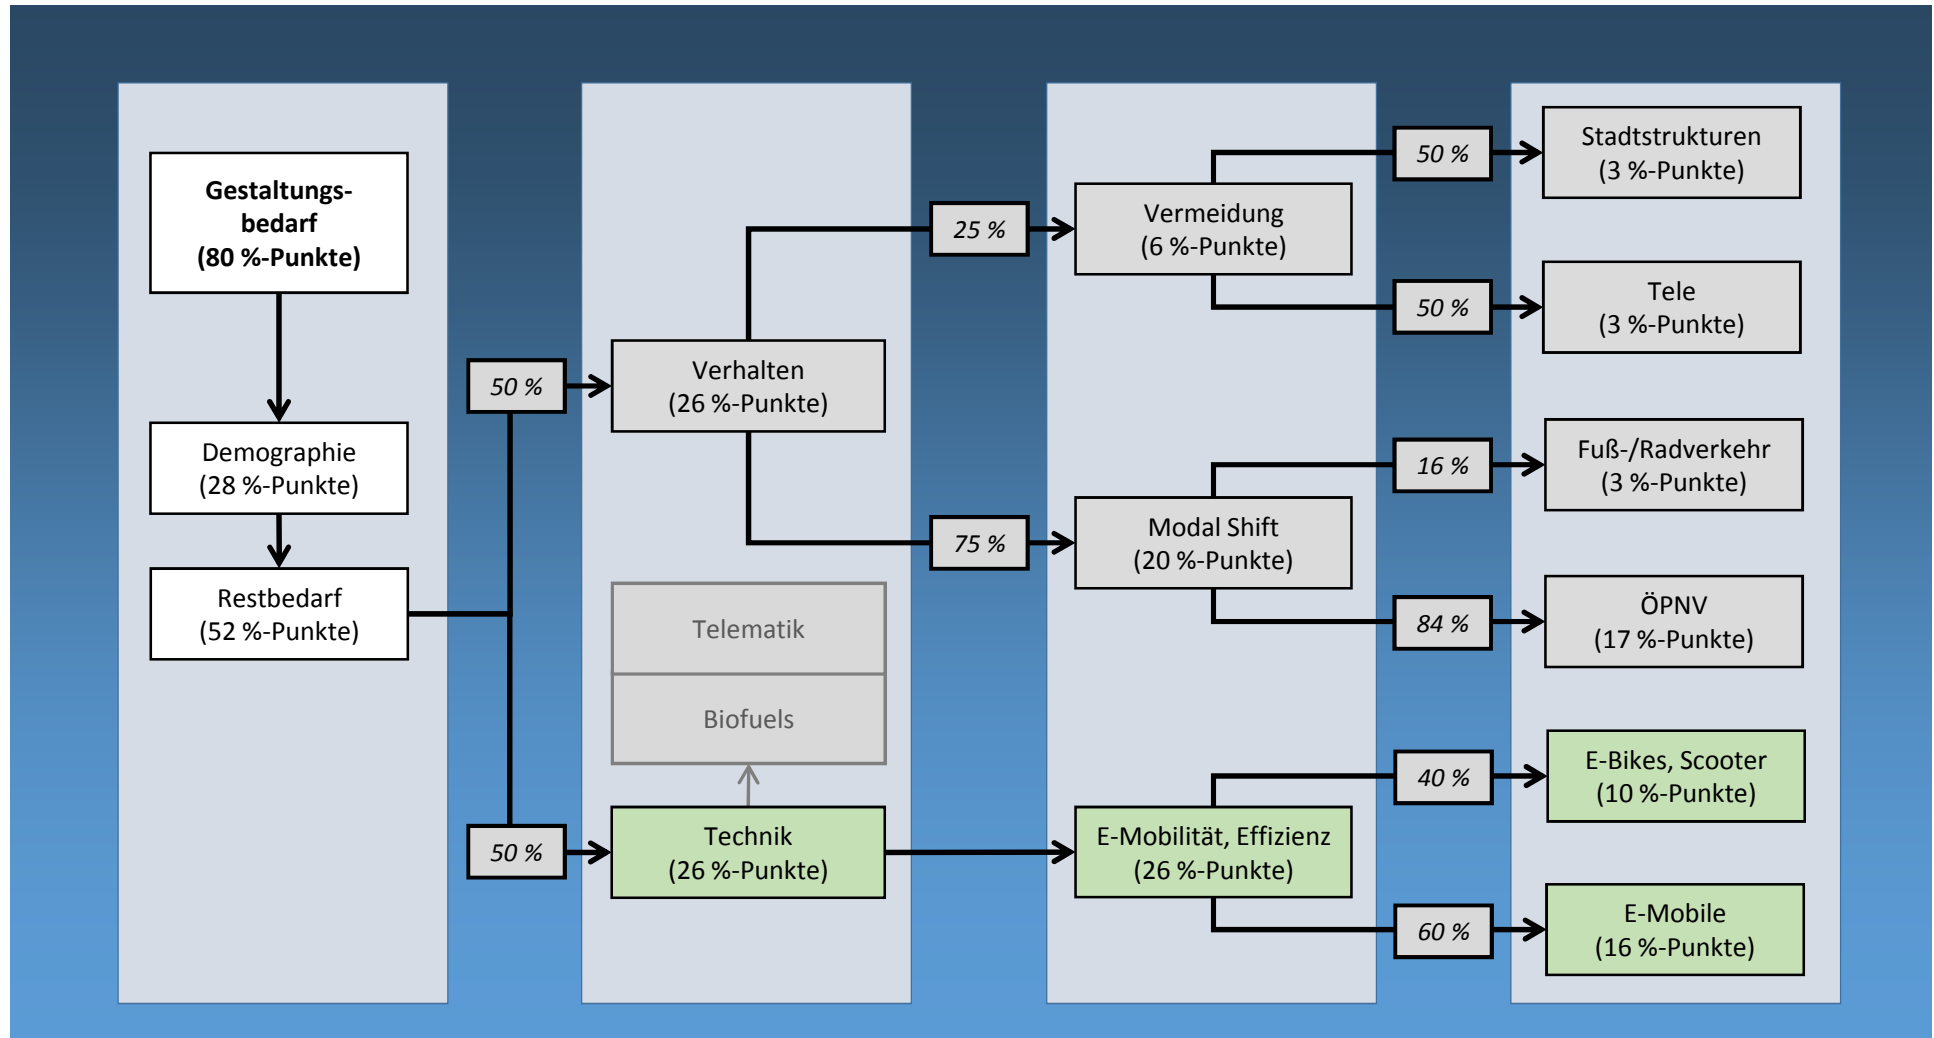 Gestaltungs-
bedarf
(80 %-Punkte)
Demographie
(28 %-Punkte)
Restbedarf
(52 %-Punkte)
50 %
50 %
Verhalten
(26 %-Punkte)
Telematik
Biofuels
Technik
(26 %-Punkte)
25 %
75 %
Vermeidung
(6 %-Punkte)
Modal Shift
(20 %-Punkte)
E-Mobilität, Effizienz
(26 %-Punkte)
50 %
50 %
16 %
84 %
40 %
60 %
Stadtstrukturen
(3 %-Punkte)
Tele
(3 %-Punkte)
Fuß-/Radverkehr
(3 %-Punkte)
ÖPNV
(17 %-Punkte)
E-Bikes, Scooter
(10 %-Punkte)
E-Mobile
(16 %-Punkte)